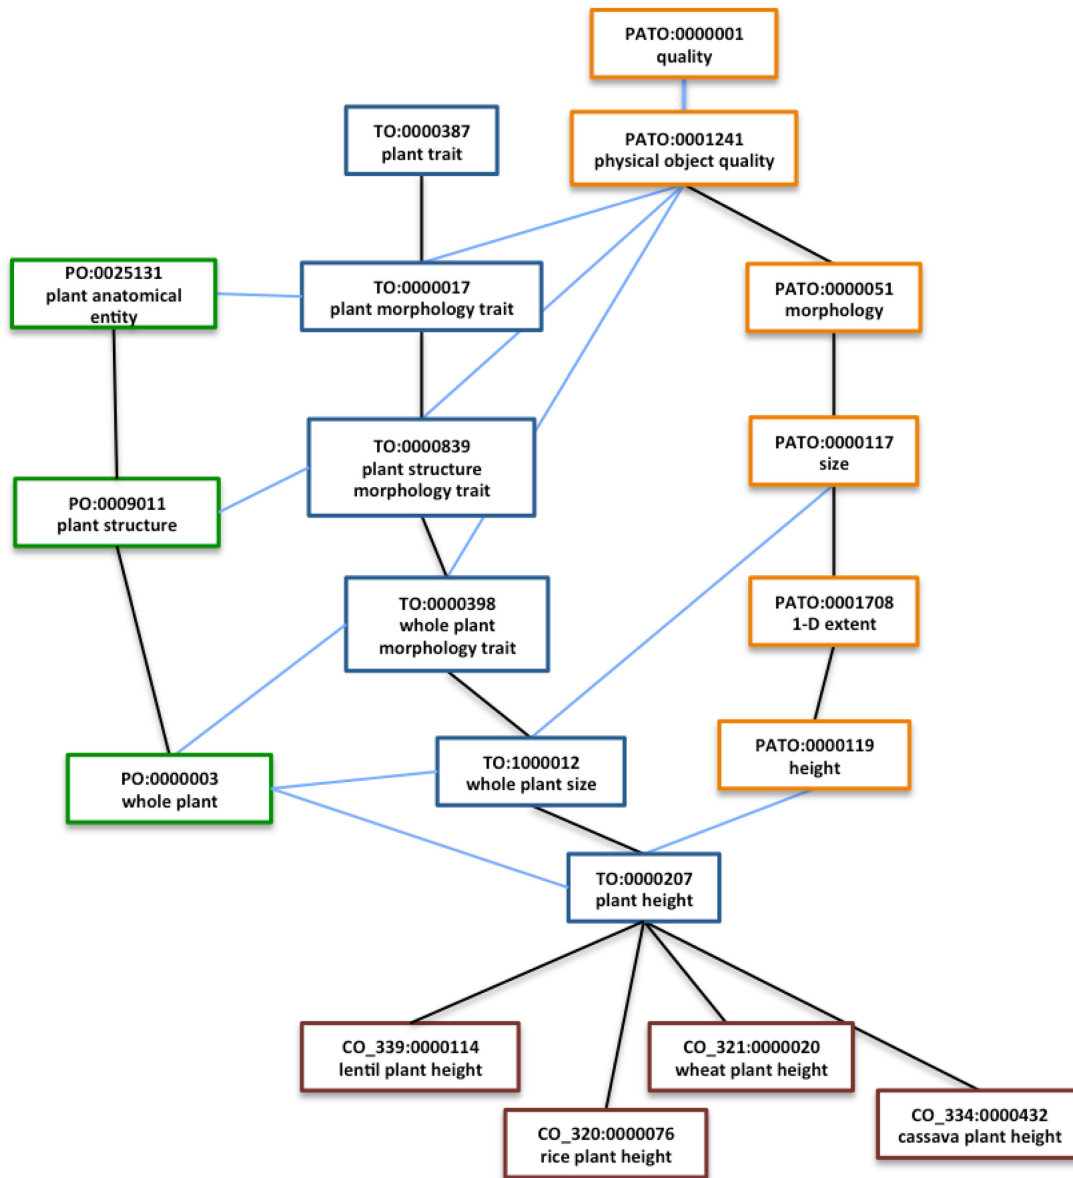 PATO:0000001
quality
TO:0000387
plant trait
PATO:0001241
physical object quality
PO:0025131
plant anatomical
entity
TO:0000017
plant morphology trait
PATO:0000051
morphology
TO:0000839
plant structure
morphology trait
PATO:0000117
size
PO:0009011
plant structure
TO:0000398
whole plant
morphology trait
PATO:0001708
1-D extent
PO:0000003
whole plant
TO:1000012
whole plant size
PATO:0000119
height
TO:0000207
plant height
CO_339:0000114
lentil plant height
CO_321:0000020
wheat plant height
CO_320:0000076
rice plant height
CO_334:0000432
cassava plant height